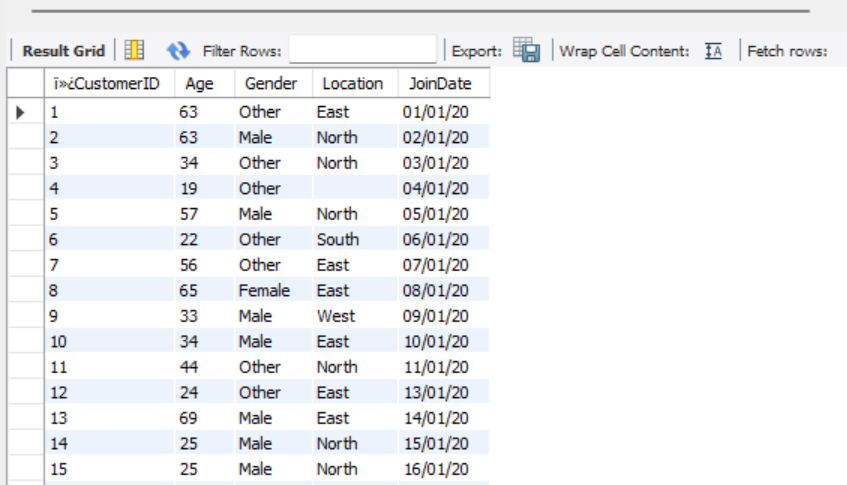 Result Grid Filter Rows: Export: Wrap Cell Content: Fetch rows:
ï»¿CustomerID Age Gender Location JoinDate
1 63 Other East 01/01/20
2 63 Male North 02/01/20
3 34 Other North 03/01/20
4 19 Other 04/01/20
5 57 Male North 05/01/20
6 22 Other South 06/01/20
7 56 Other East 07/01/20
8 65 Female East 08/01/20
9 33 Male West 09/01/20
10 34 Male East 10/01/20
11 44 Other North 11/01/20
12 24 Other East 13/01/20
13 69 Male East 14/01/20
14 25 Male North 15/01/20
15 25 Male North 16/01/20